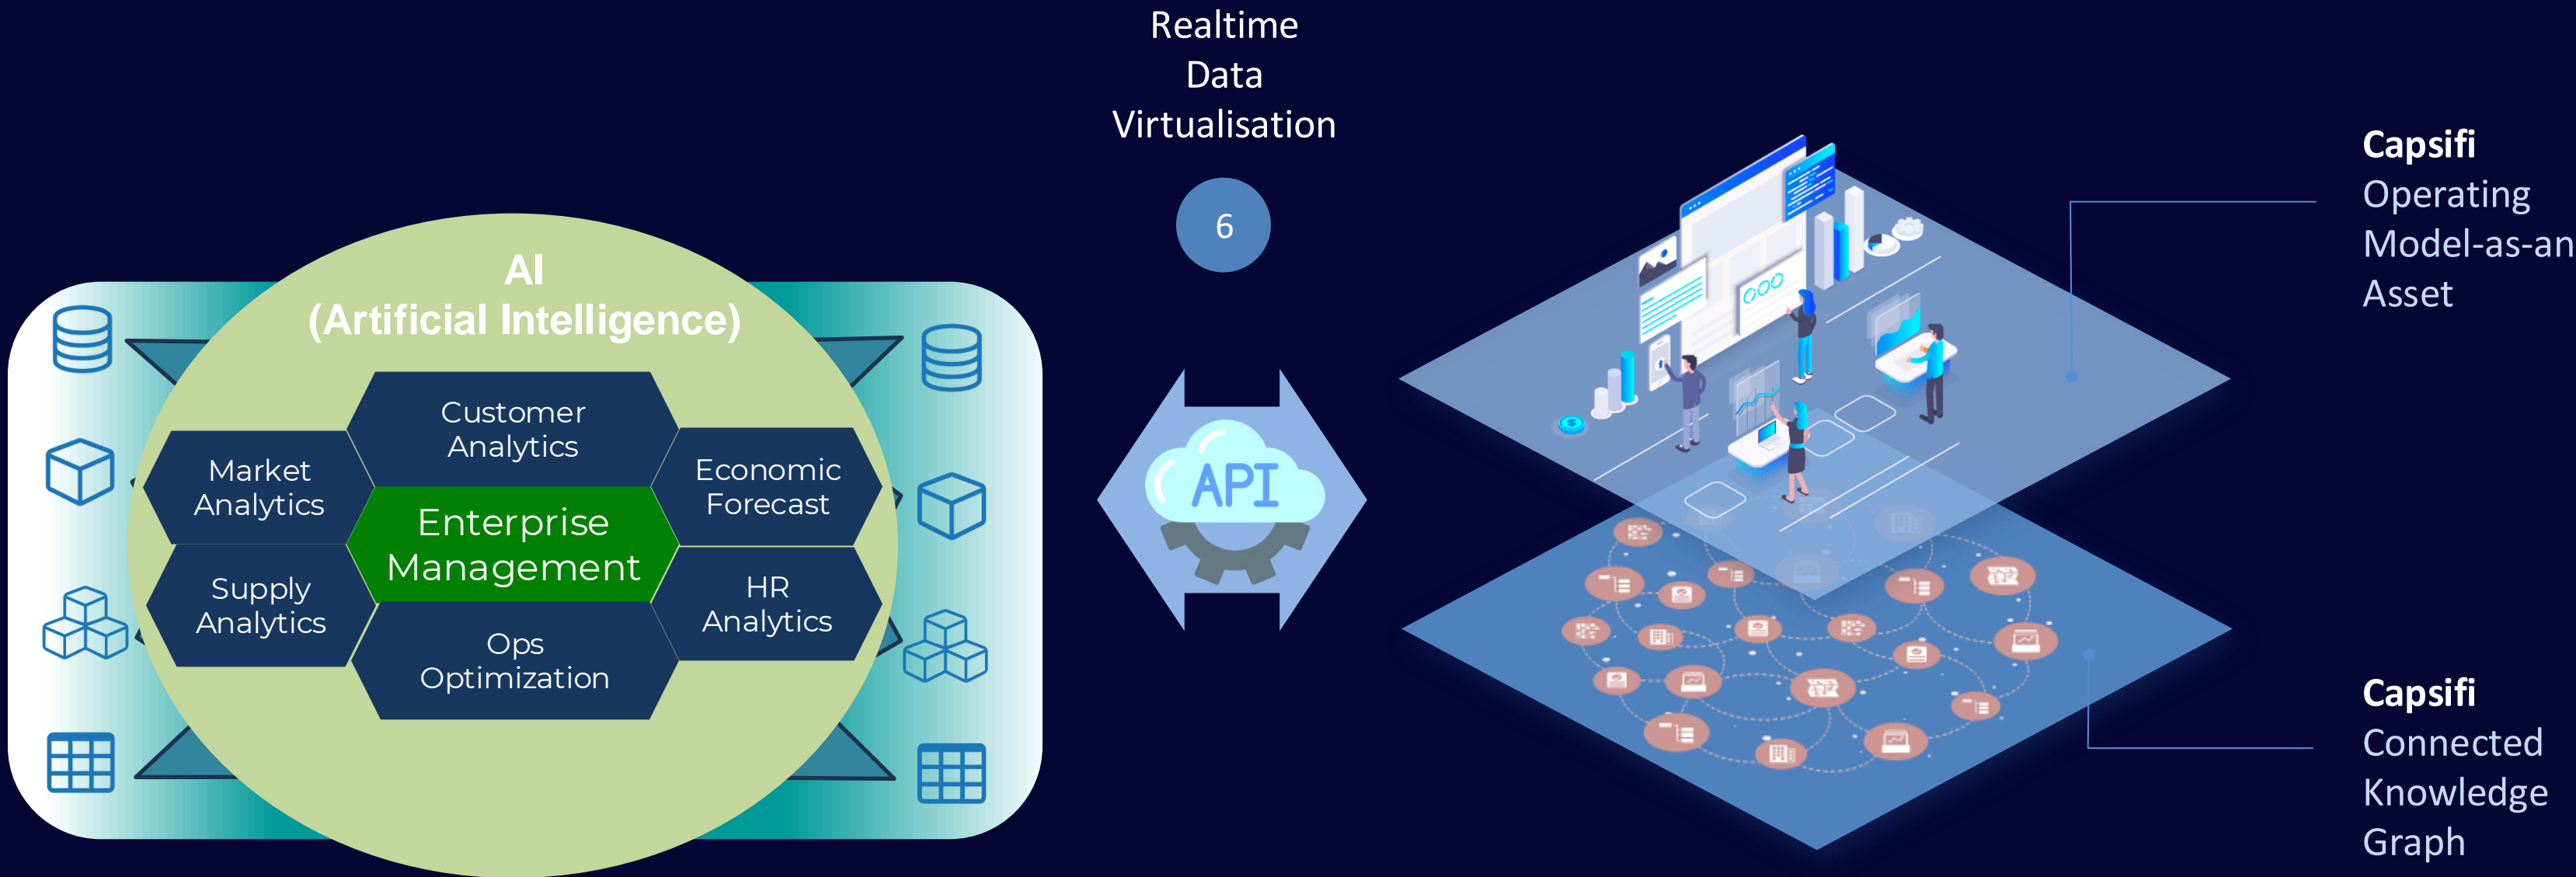 Realtime
Data
Virtualisation
6
AI
(Artificial Intelligence)
Customer
Analytics
Market
Analytics
Economic
Forecast
Enterprise
Management
Supply
Analytics
HR
Analytics
Ops
Optimization
API
Capsifi
Operating
Model-as-an
Asset
Capsifi
Connected
Knowledge
Graph